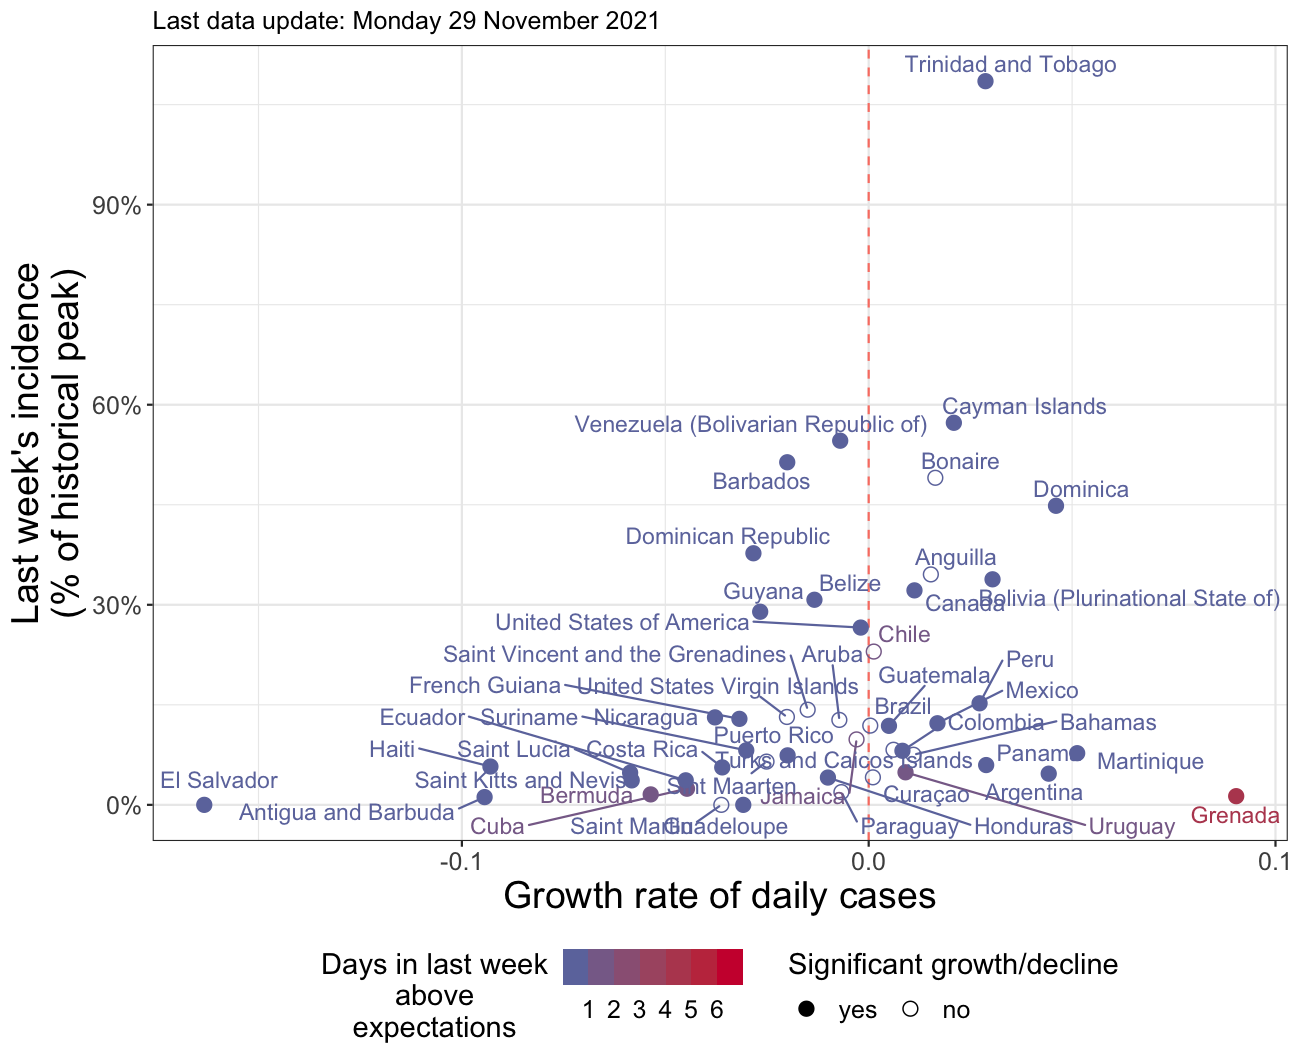 Last data update: Monday 29 November 2021
Trinidad and Tobago
90%
60%
30%
0%
Last week's incidence
(% of historical peak)
Cayman Islands
Venezuela (Bolivarian Republic of)
Bonaire
Barbados
Dominica
Dominican Republic
Anguilla
Belize
Guyana
Canada
Bolivia (Plurinational State of)
United States of America
Chile
Saint Vincent and the Grenadines
Aruba
Peru
Guatemala
French Guiana
United States Virgin Islands
Mexico
Brazil
Ecuador
Suriname
Nicaragua
Colombia
Bahamas
Puerto Rico
Haiti
Saint Lucia
Costa Rica
Turks and Caicos Islands
Panama
Martinique
El Salvador
Saint Kitts and Nevis
Sint Maarten
Bermuda
Jamaica
Curaçao
Argentina
Antigua and Barbuda
Grenada
Cuba
Saint Martin
Guadeloupe
Paraguay
Honduras
Uruguay
-0.1
0.0
0.1
Growth rate of daily cases
Days in last week
above
expectations
1 2 3 4 5 6
Significant growth/decline
yes
no